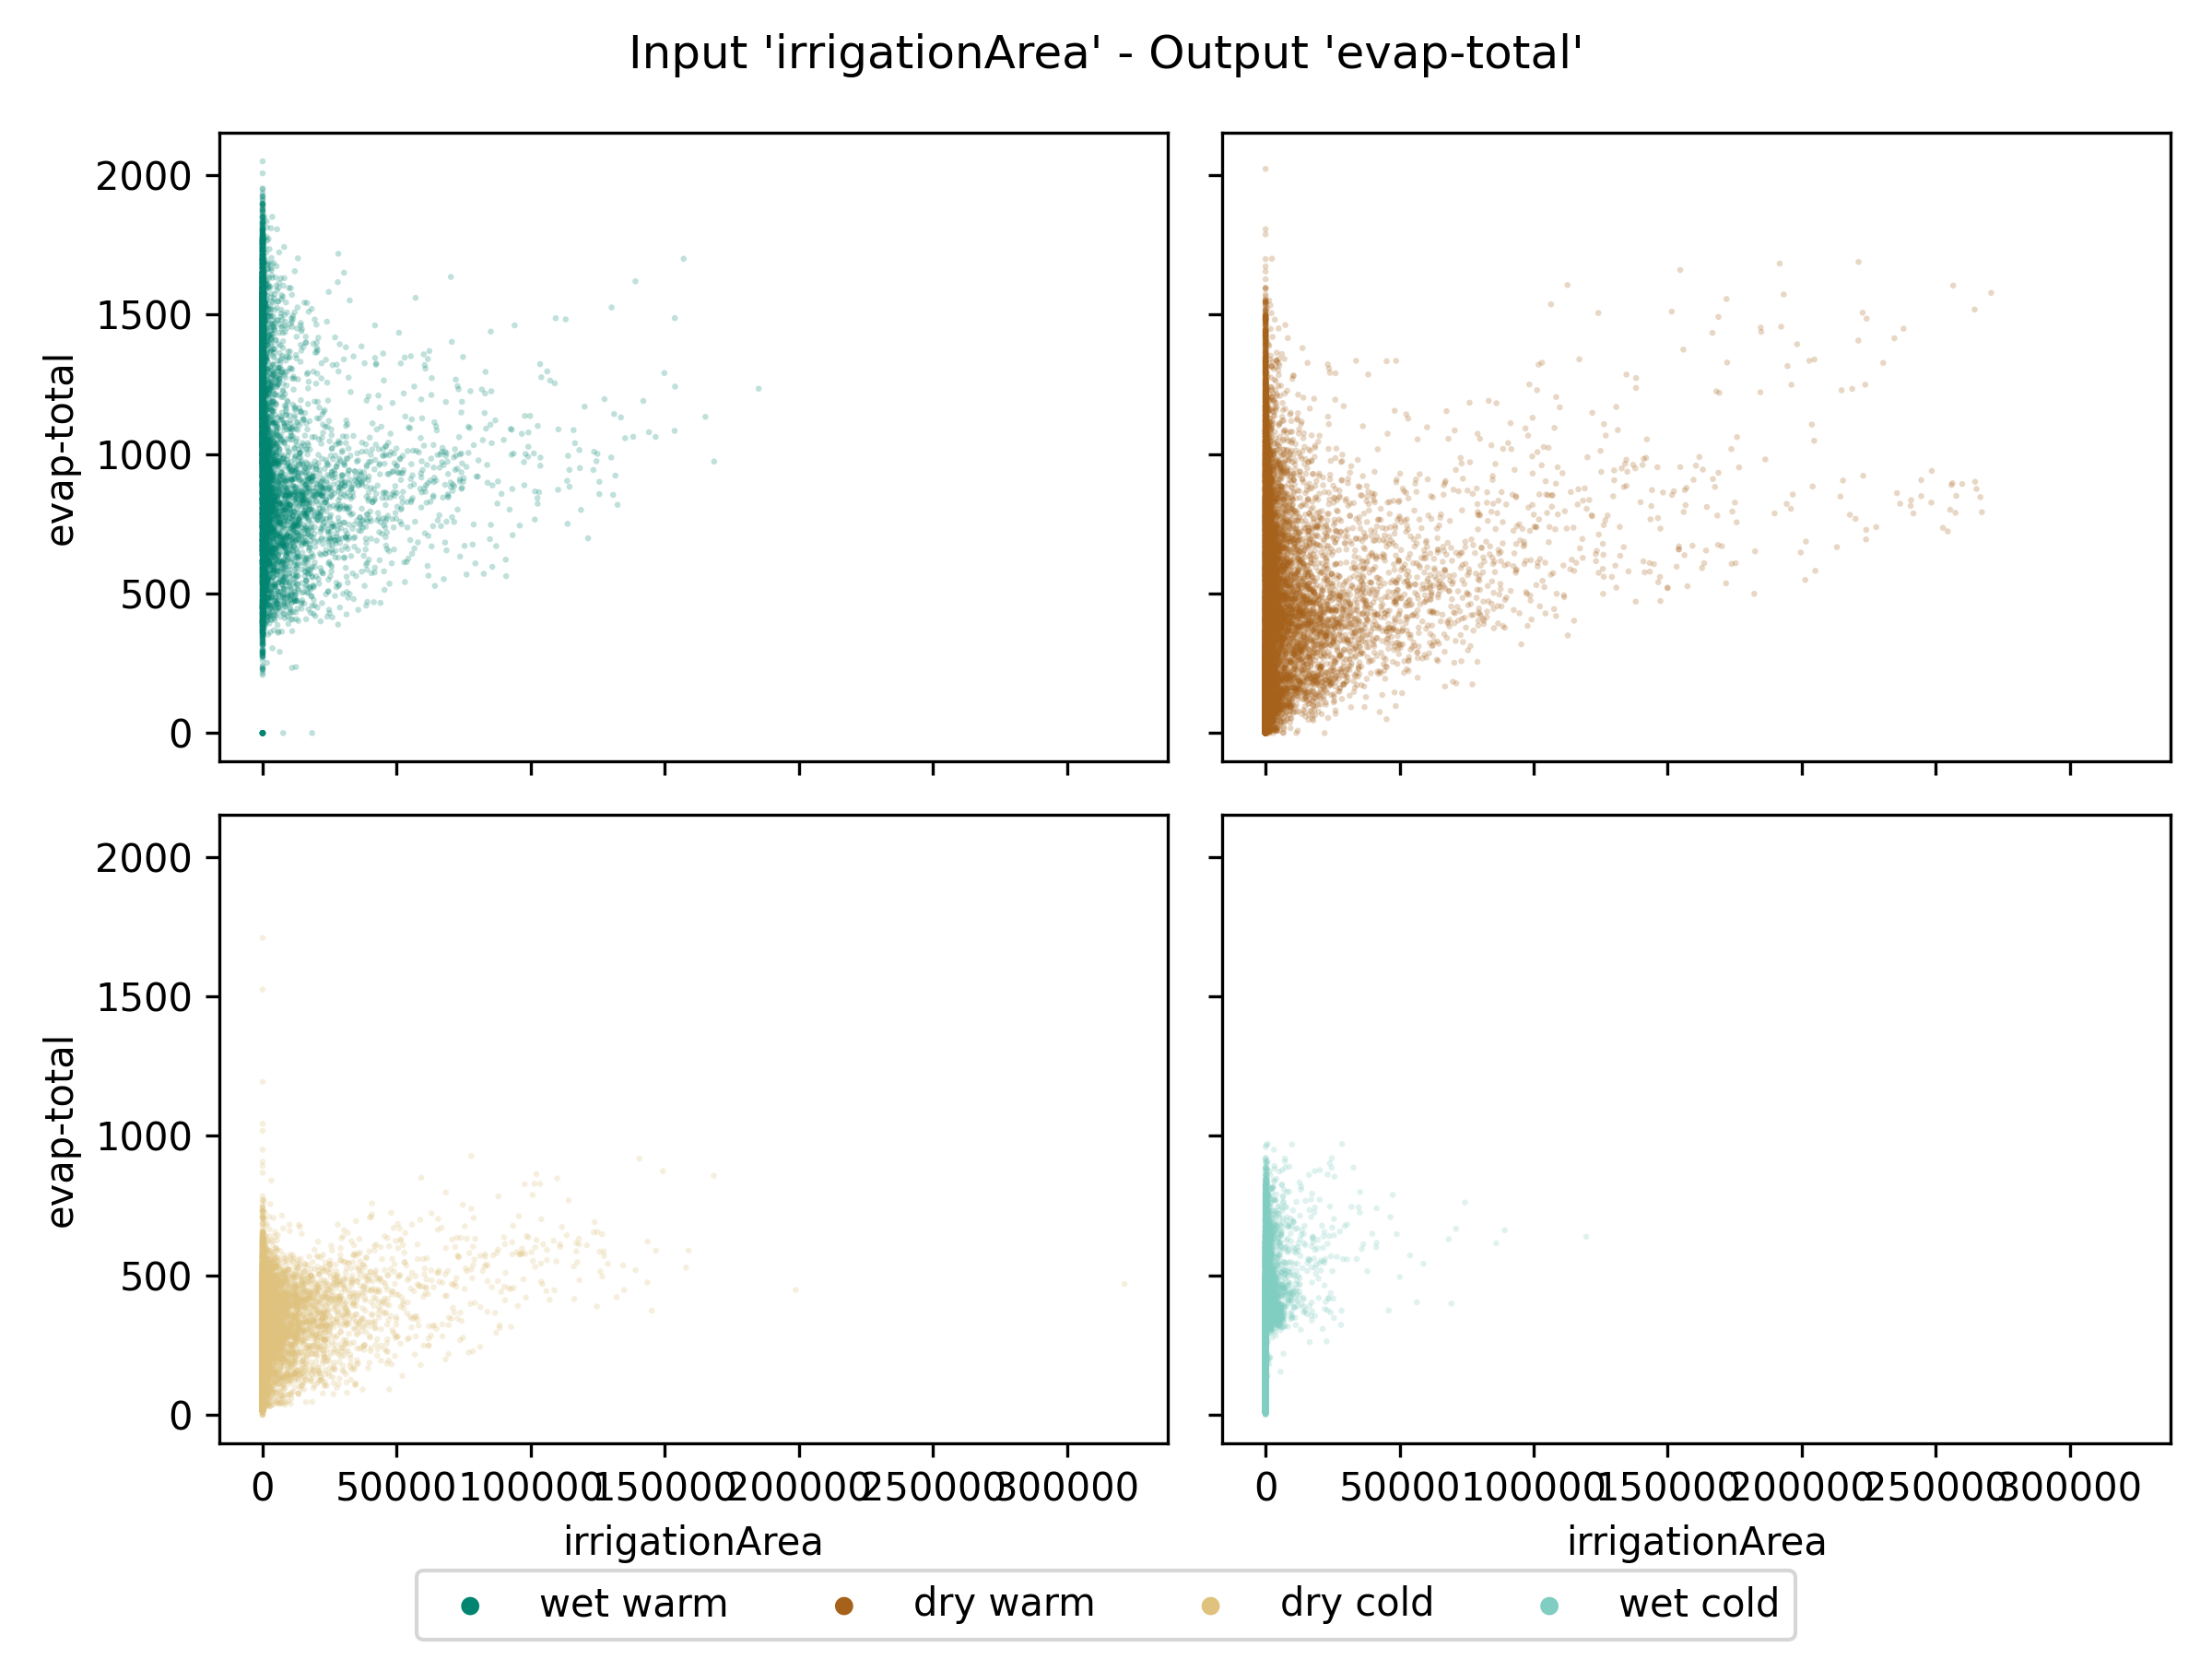 Input 'irrigationArea' - Output 'evap-total'
2000
1500
1000
500
0
evap-total
2000
1500
1000
500
0
evap-total
0 50000 100000 150000 200000 250000 300000
0 50000 100000 150000 200000 250000 300000
irrigationArea irrigationArea
wet warm dry warm dry cold wet cold